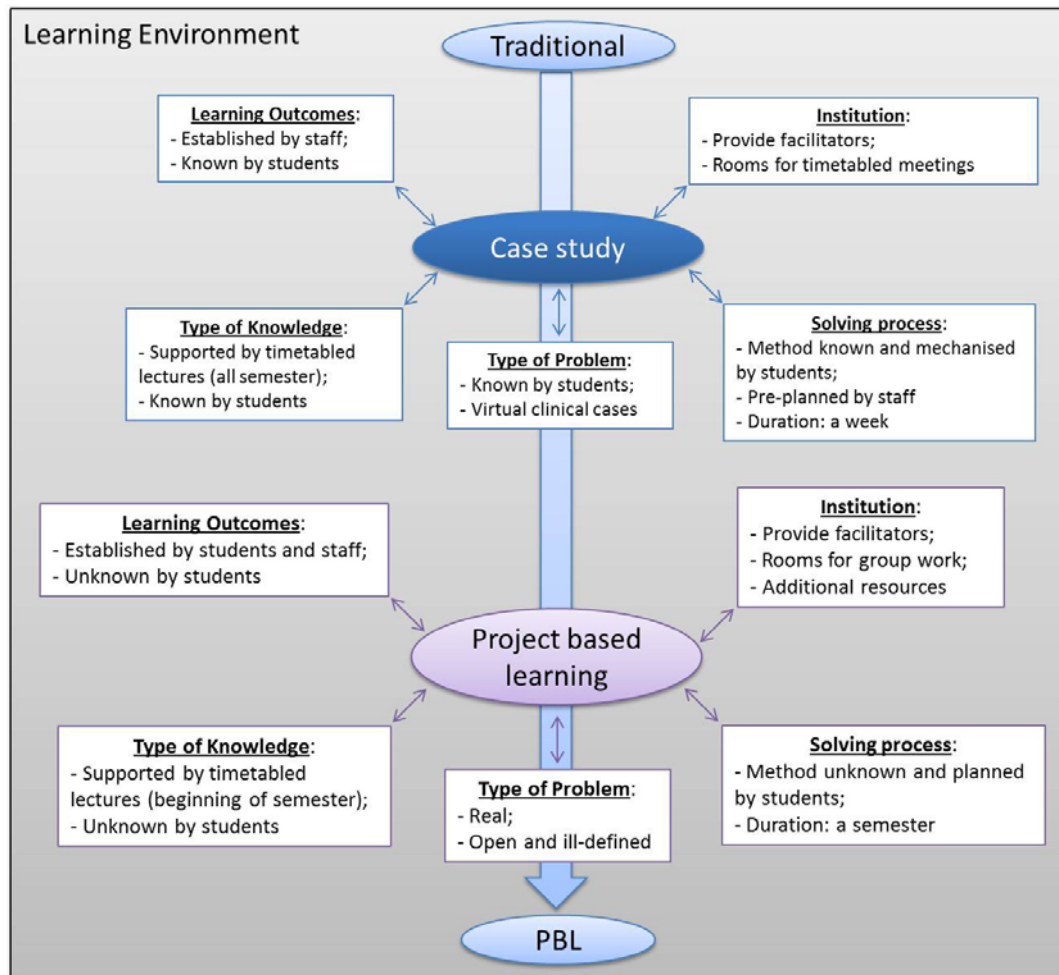 Learning Environment
Traditional
Learning Outcomes:
- Established by staff;
- Known by students
Institution:
- Provide facilitators;
- Rooms for timetabled meetings
Case study
Type of Knowledge:
- Supported by timetabled
lectures (all semester);
- Known by students
Type of Problem:
- Known by students;
- Virtual clinical cases
Solving process:
- Method known and mechanised
by students;
- Pre-planned by staff
- Duration: a week
Learning Outcomes:
- Established by students and staff;
- Unknown by students
Institution:
- Provide facilitators;
- Rooms for group work;
- Additional resources
Project based
learning
Type of Knowledge:
- Supported by timetabled
lectures (beginning of semester);
- Unknown by students
Type of Problem:
- Real;
- Open and ill-defined
Solving process:
- Method unknown and planned
by students;
- Duration: a semester
PBL